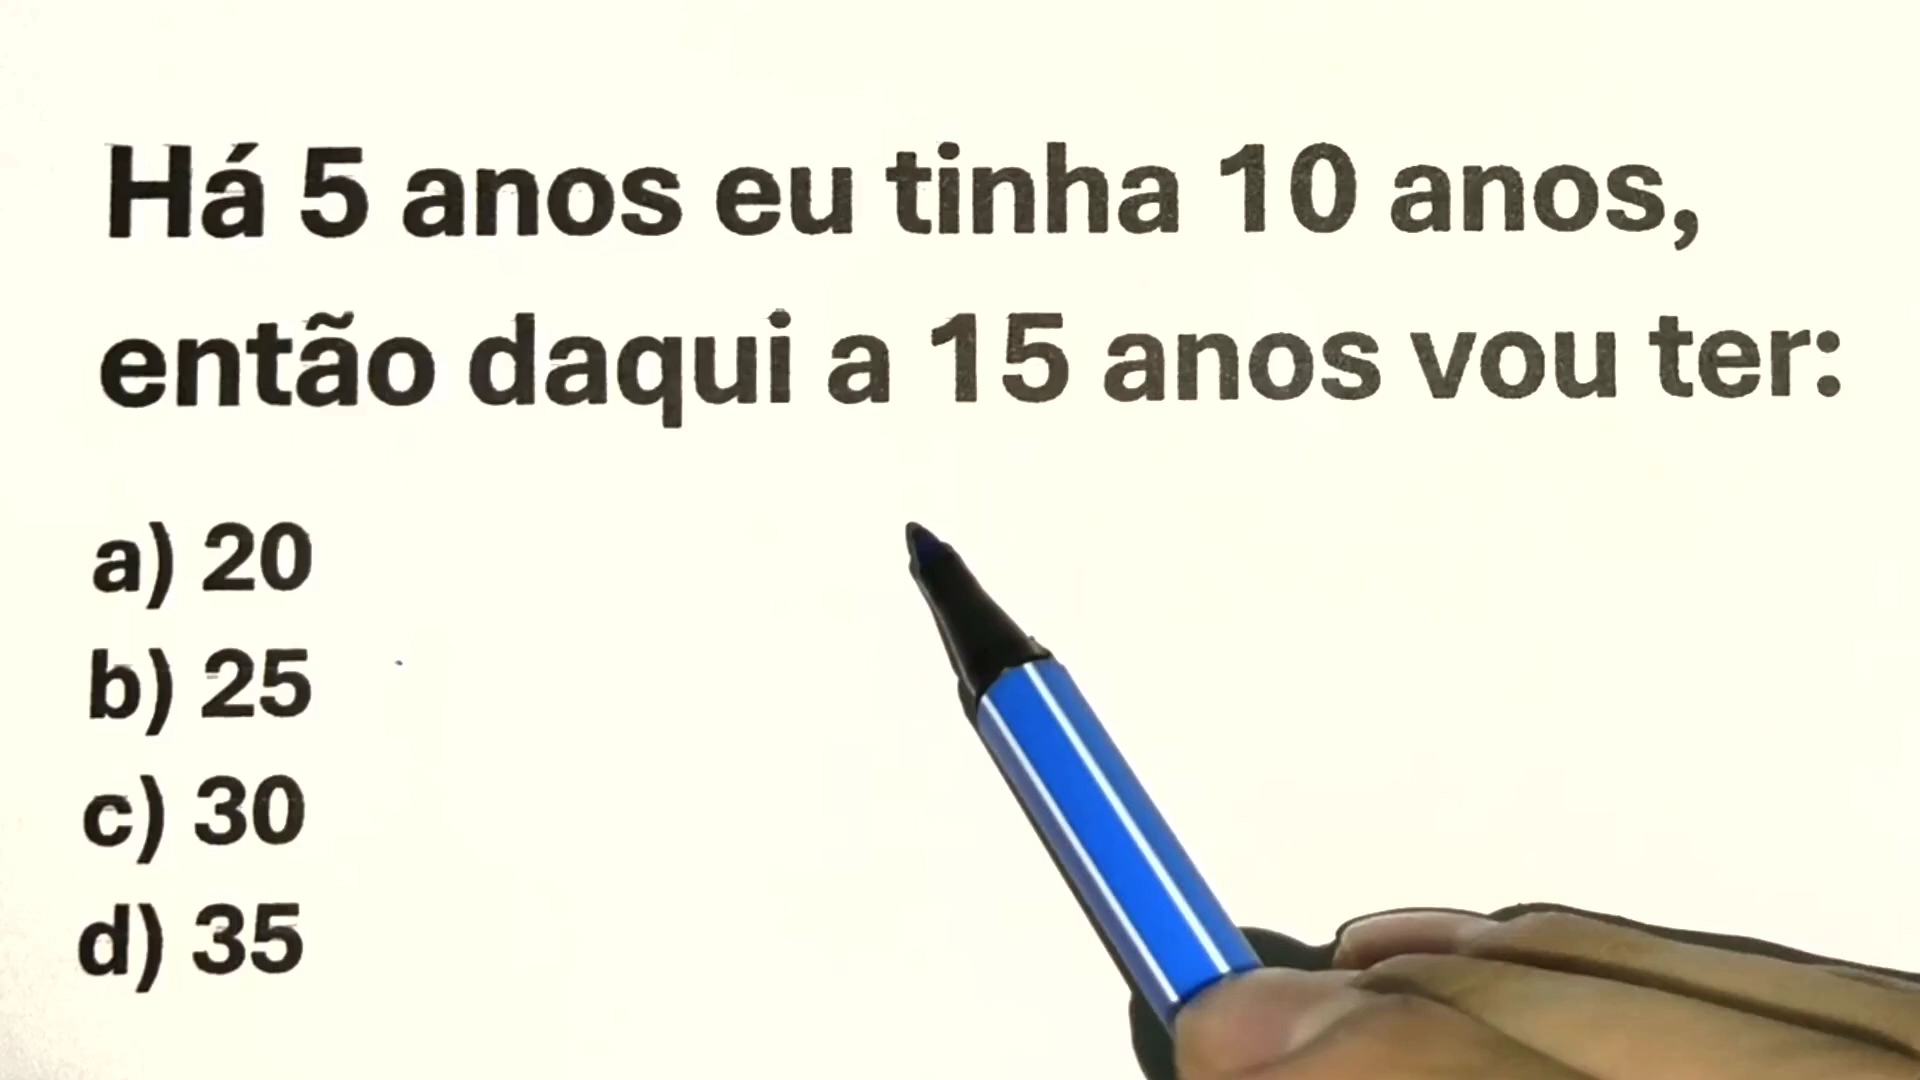 Há 5 anos eu tinha 10 anos,
então daqui a 15 anos vou ter:
a) 20
b) 25
c) 30
d) 35